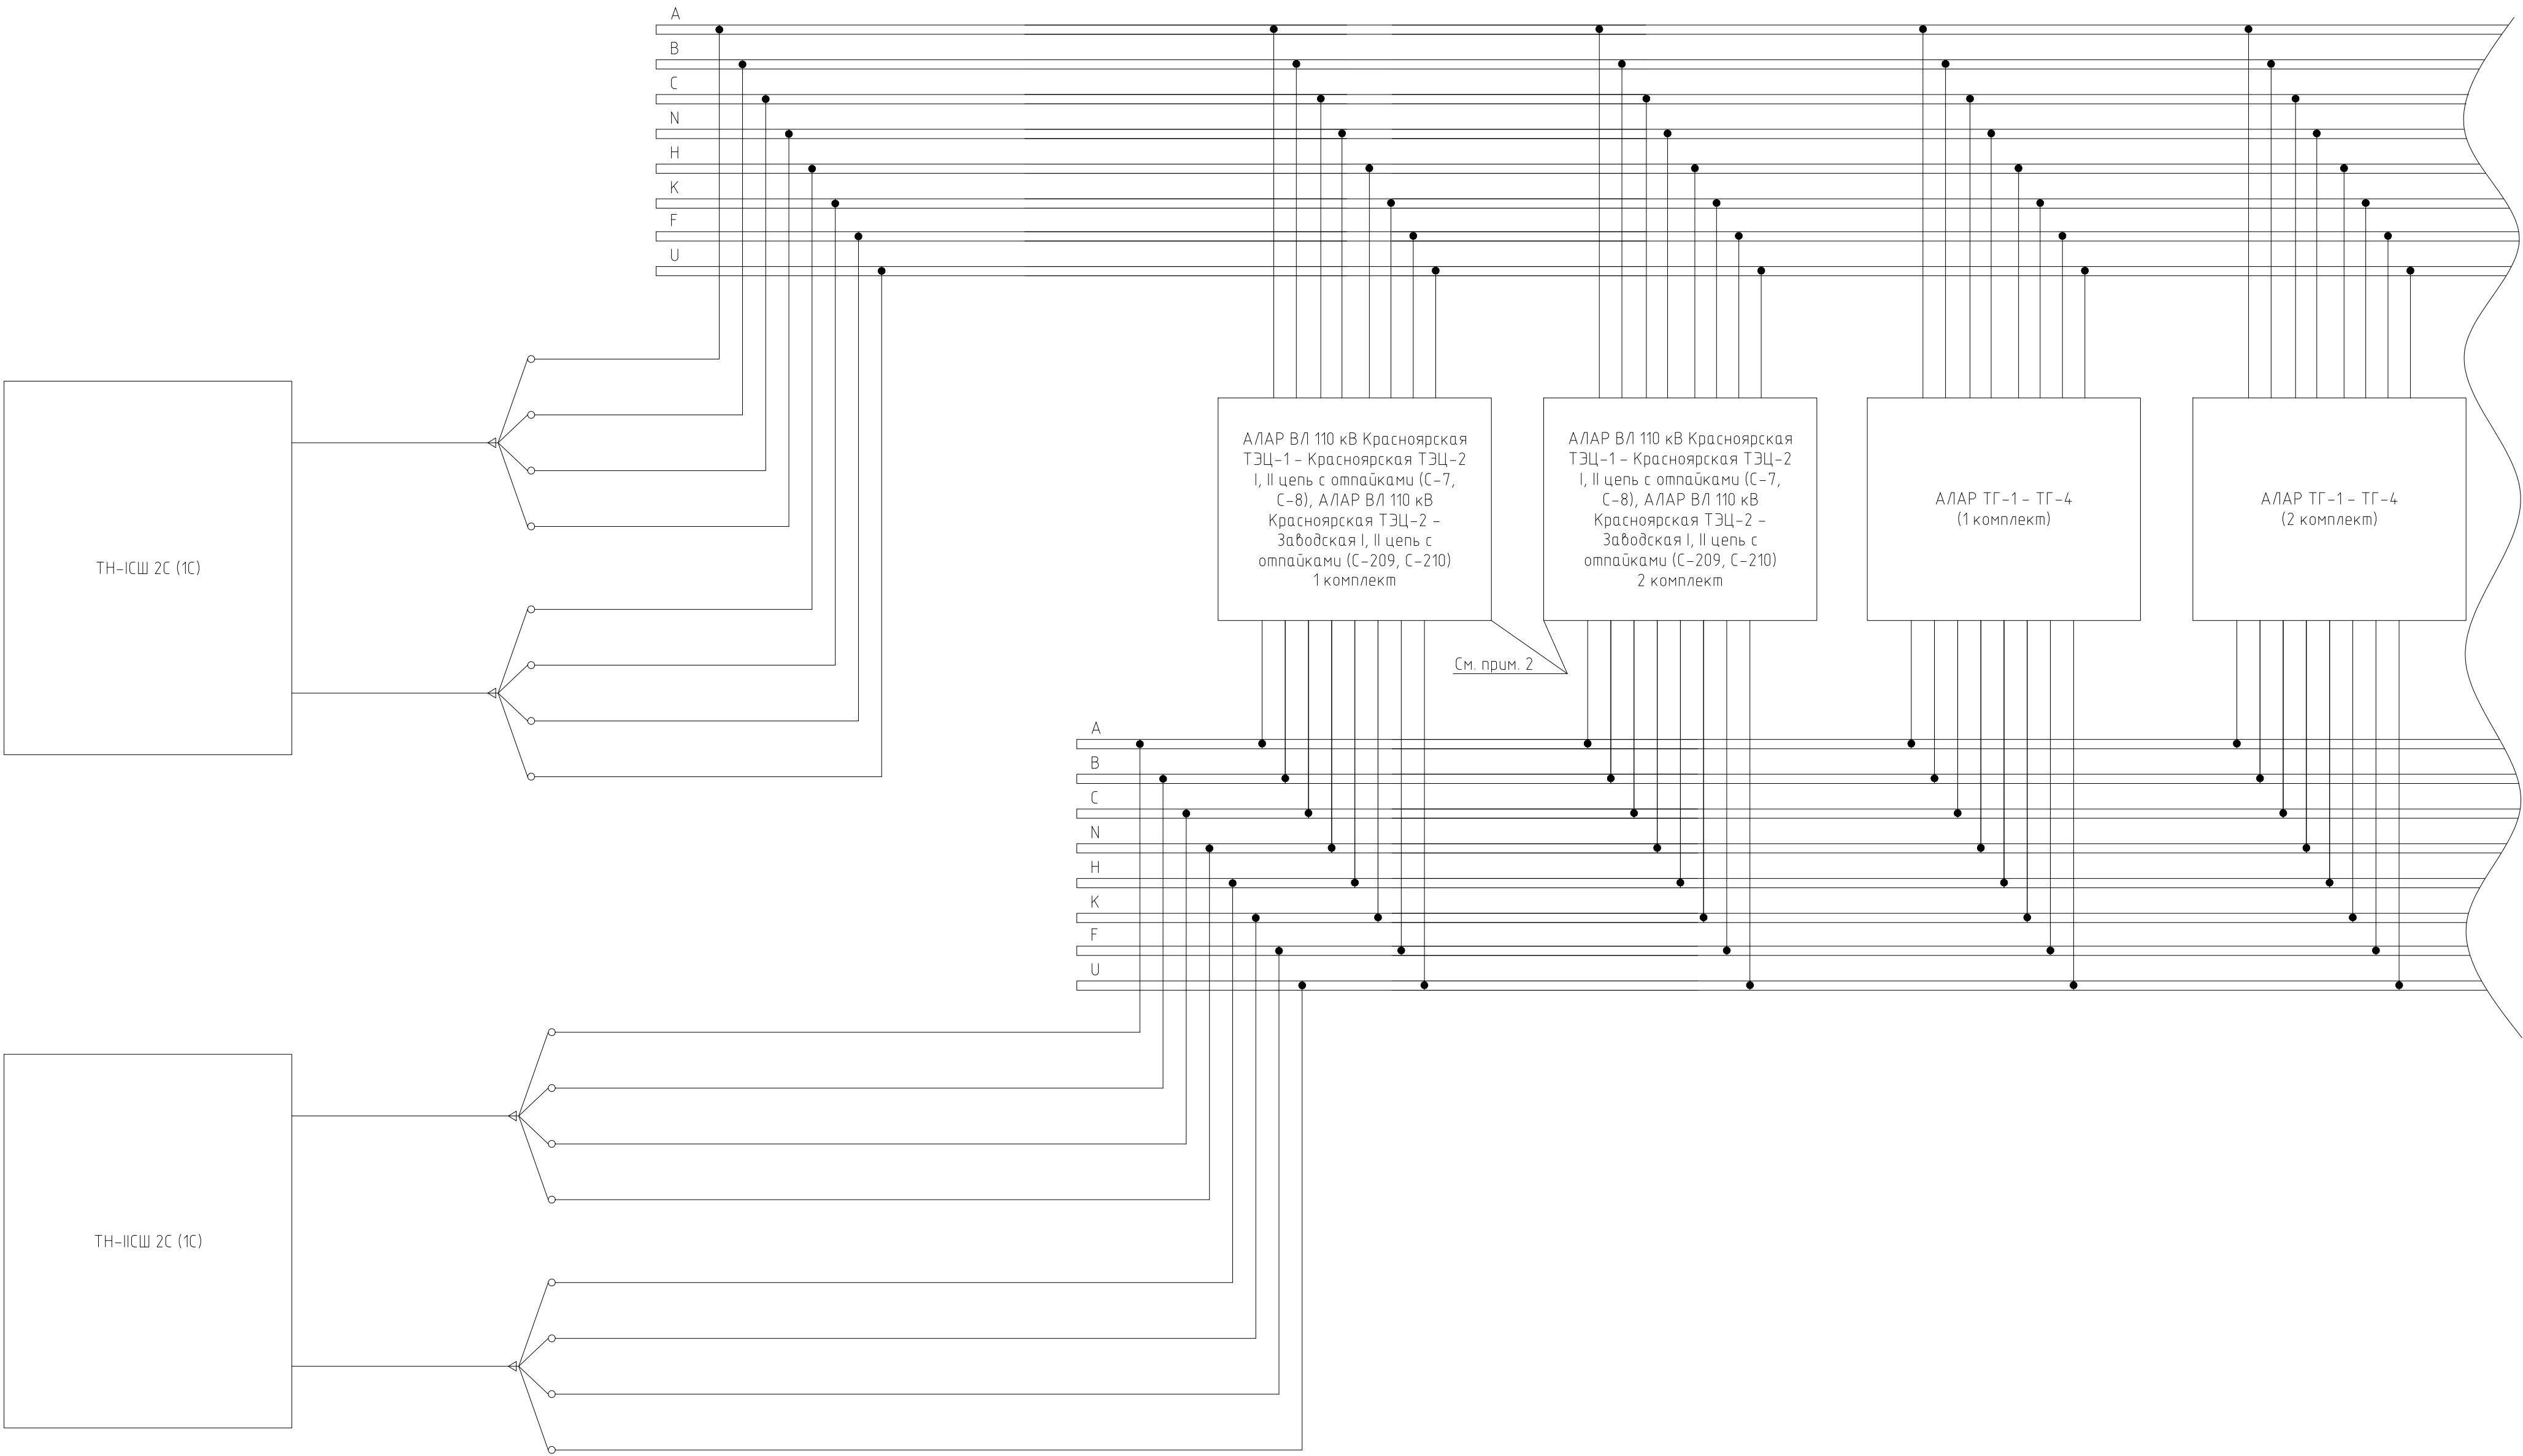 A
B
C
N
H
K
F
U
ТН-IСШ 2С (1С)
АЛАР ВЛ 110 кВ Красноярская
ТЭЦ-1 - Красноярская ТЭЦ-2
I, II цепь с отпайками (С-7,
С-8), АЛАР ВЛ 110 кВ
Красноярская ТЭЦ-2 -
Заводская I, II цепь с
отпайками (С-209, С-210)
1 комплект
АЛАР ВЛ 110 кВ Красноярская
ТЭЦ-1 - Красноярская ТЭЦ-2
I, II цепь с отпайками (С-7,
С-8), АЛАР ВЛ 110 кВ
Красноярская ТЭЦ-2 -
Заводская I, II цепь с
отпайками (С-209, С-210)
2 комплект
АЛАР ТГ-1 - ТГ-4
(1 комплект)
АЛАР ТГ-1 - ТГ-4
(2 комплект)
См. прим. 2
A
B
C
N
H
K
F
U
ТН-IIСШ 2С (1С)